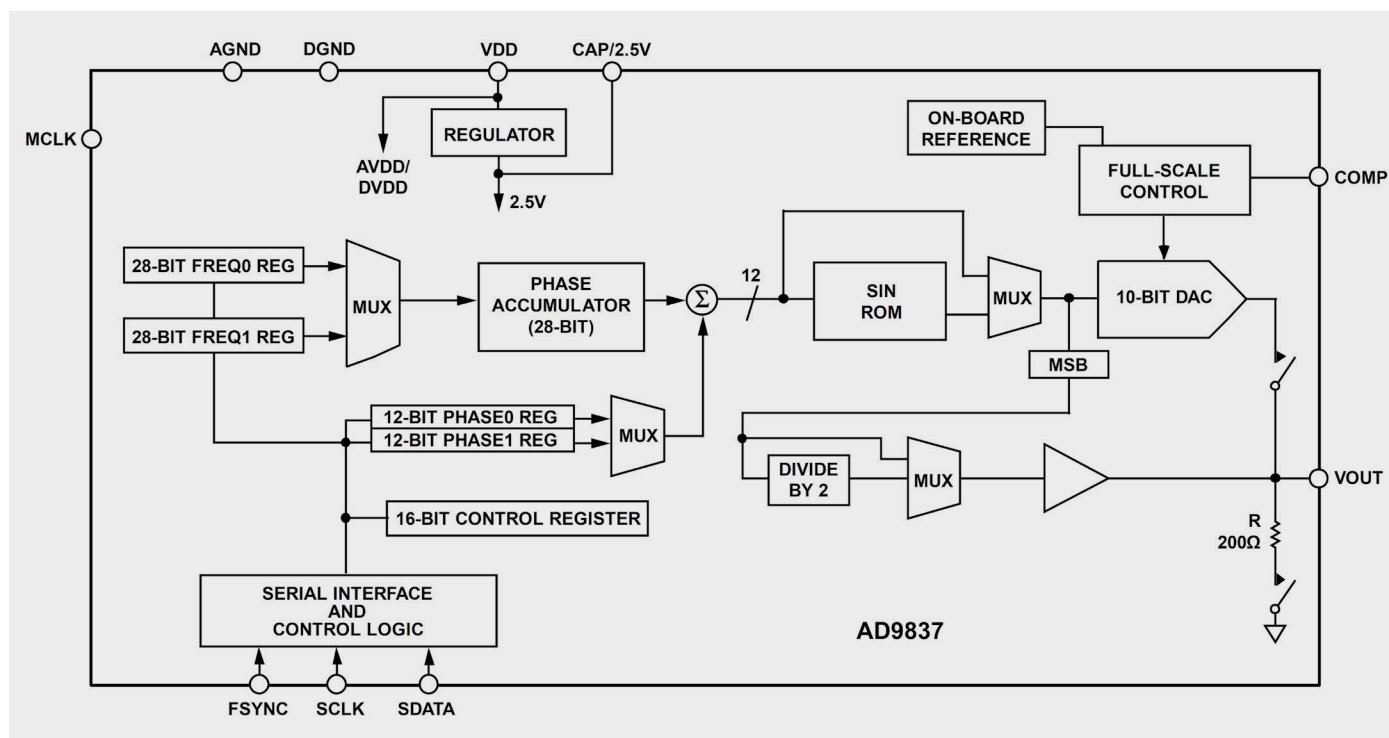 AGND
DGND
VDD
CAP/2.5V
MCLK
REGULATOR
AVDD/
DVDD
2.5V
ON-BOARD
REFERENCE
FULL-SCALE
CONTROL
COMP
28-BIT FREQ0 REG
28-BIT FREQ1 REG
MUX
PHASE
ACCUMULATOR
(28-BIT)
Σ
12
SIN
ROM
MUX
10-BIT DAC
MSB
12-BIT PHASE0 REG
12-BIT PHASE1 REG
MUX
DIVIDE
BY 2
MUX
VOUT
16-BIT CONTROL REGISTER
R
200Ω
SERIAL INTERFACE
AND
CONTROL LOGIC
AD9837
FSYNC
SCLK
SDATA